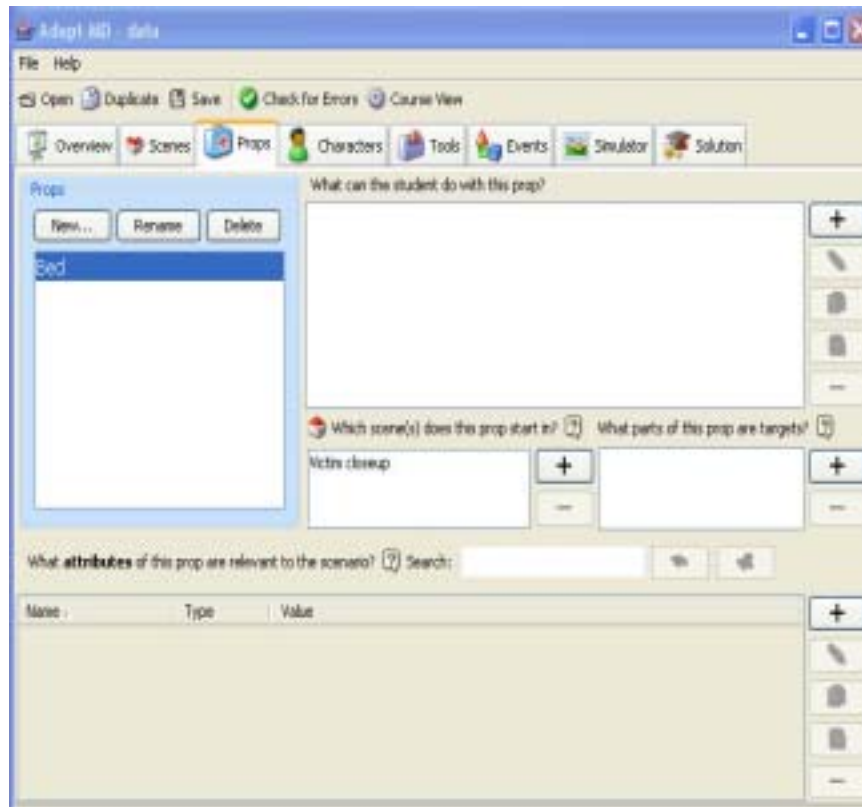 Adept MD - data
File Help
Open Duplicate Save Check for Errors Course View
Overview Scenes Props Characters Tools Events Simulator Solution
Props
New... Rename Delete
Bed
What can the student do with this prop?
Which scene(s) does this prop start in? What parts of this prop are targets?
Victim closeup
What attributes of this prop are relevant to the scenario? Search:
Name Type Value